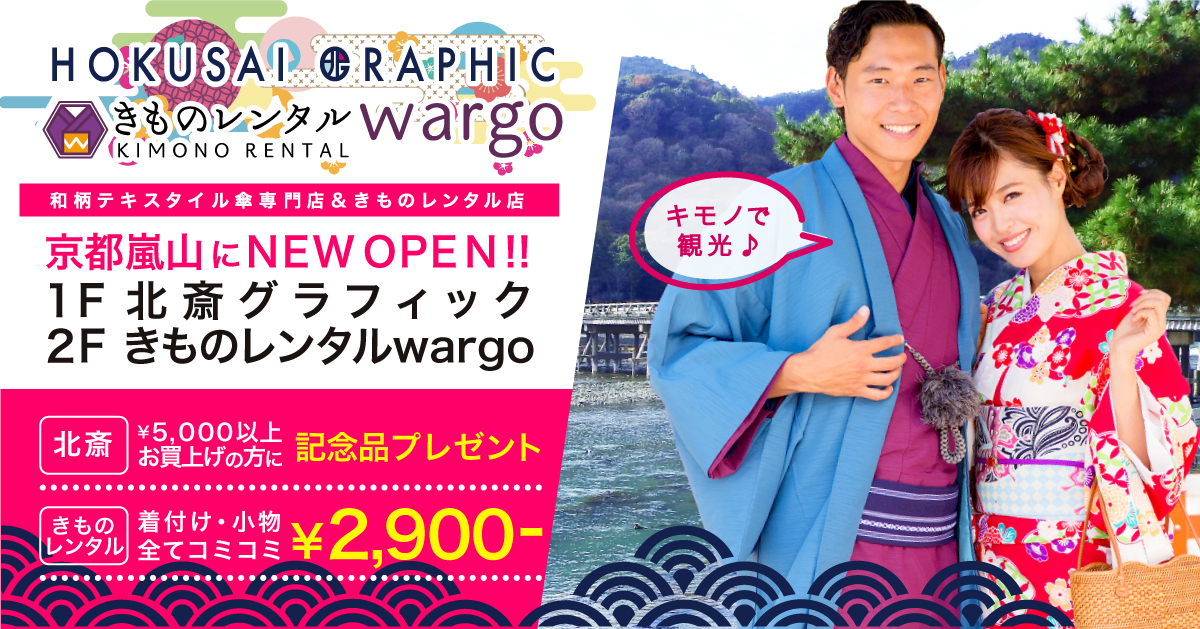 HOKUSAI GRAPHIC
きものレンタル wargo
KIMONO RENTAL
和柄テキスタイル傘専門店&きものレンタル店
京都嵐山にNEW OPEN!!
1F 北斎グラフィック
2F きものレンタルwargo
キモノで
観光♪
北斎
¥5,000以上
お買上げの方に
記念品プレゼント
きもの
レンタル
着付け・小物
全てコミコミ
¥2,900-